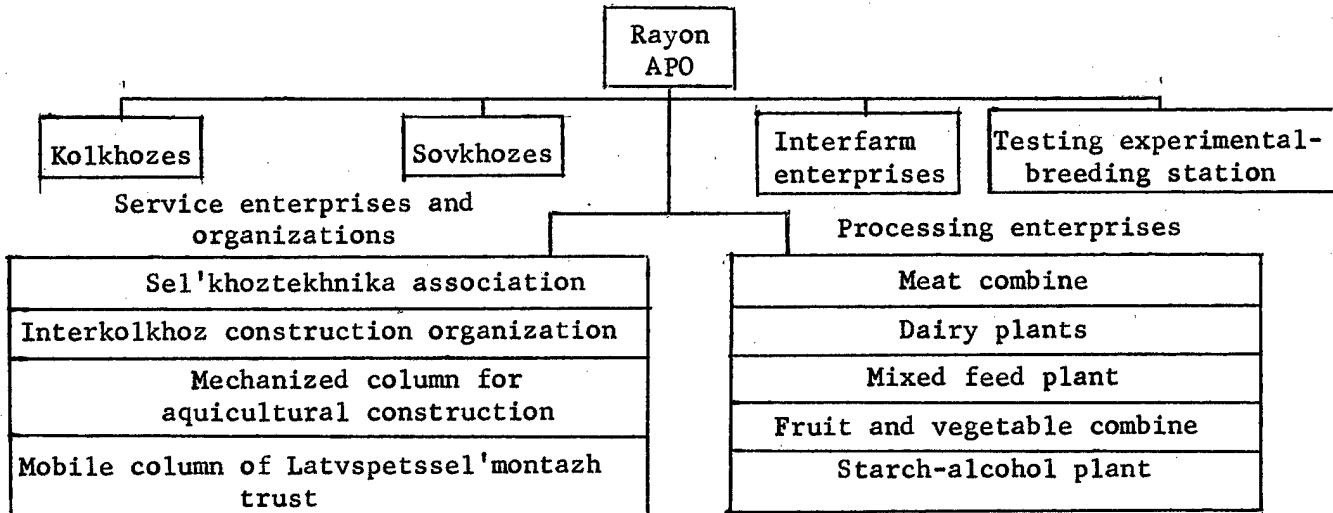 Rayon
APO
Kolkhozes
Sovkhozes
Interfarm
enterprises
Testing experimental-
breeding station
Service enterprises and
organizations
Sel'khoztekhnika association
Interkolkhoz construction organization
Mechanized column for
aquicultural construction
Mobile column of Latvspetssel'montazh
trust
Processing enterprises
Meat combine
Dairy plants
Mixed feed plant
Fruit and vegetable combine
Starch-alcohol plant